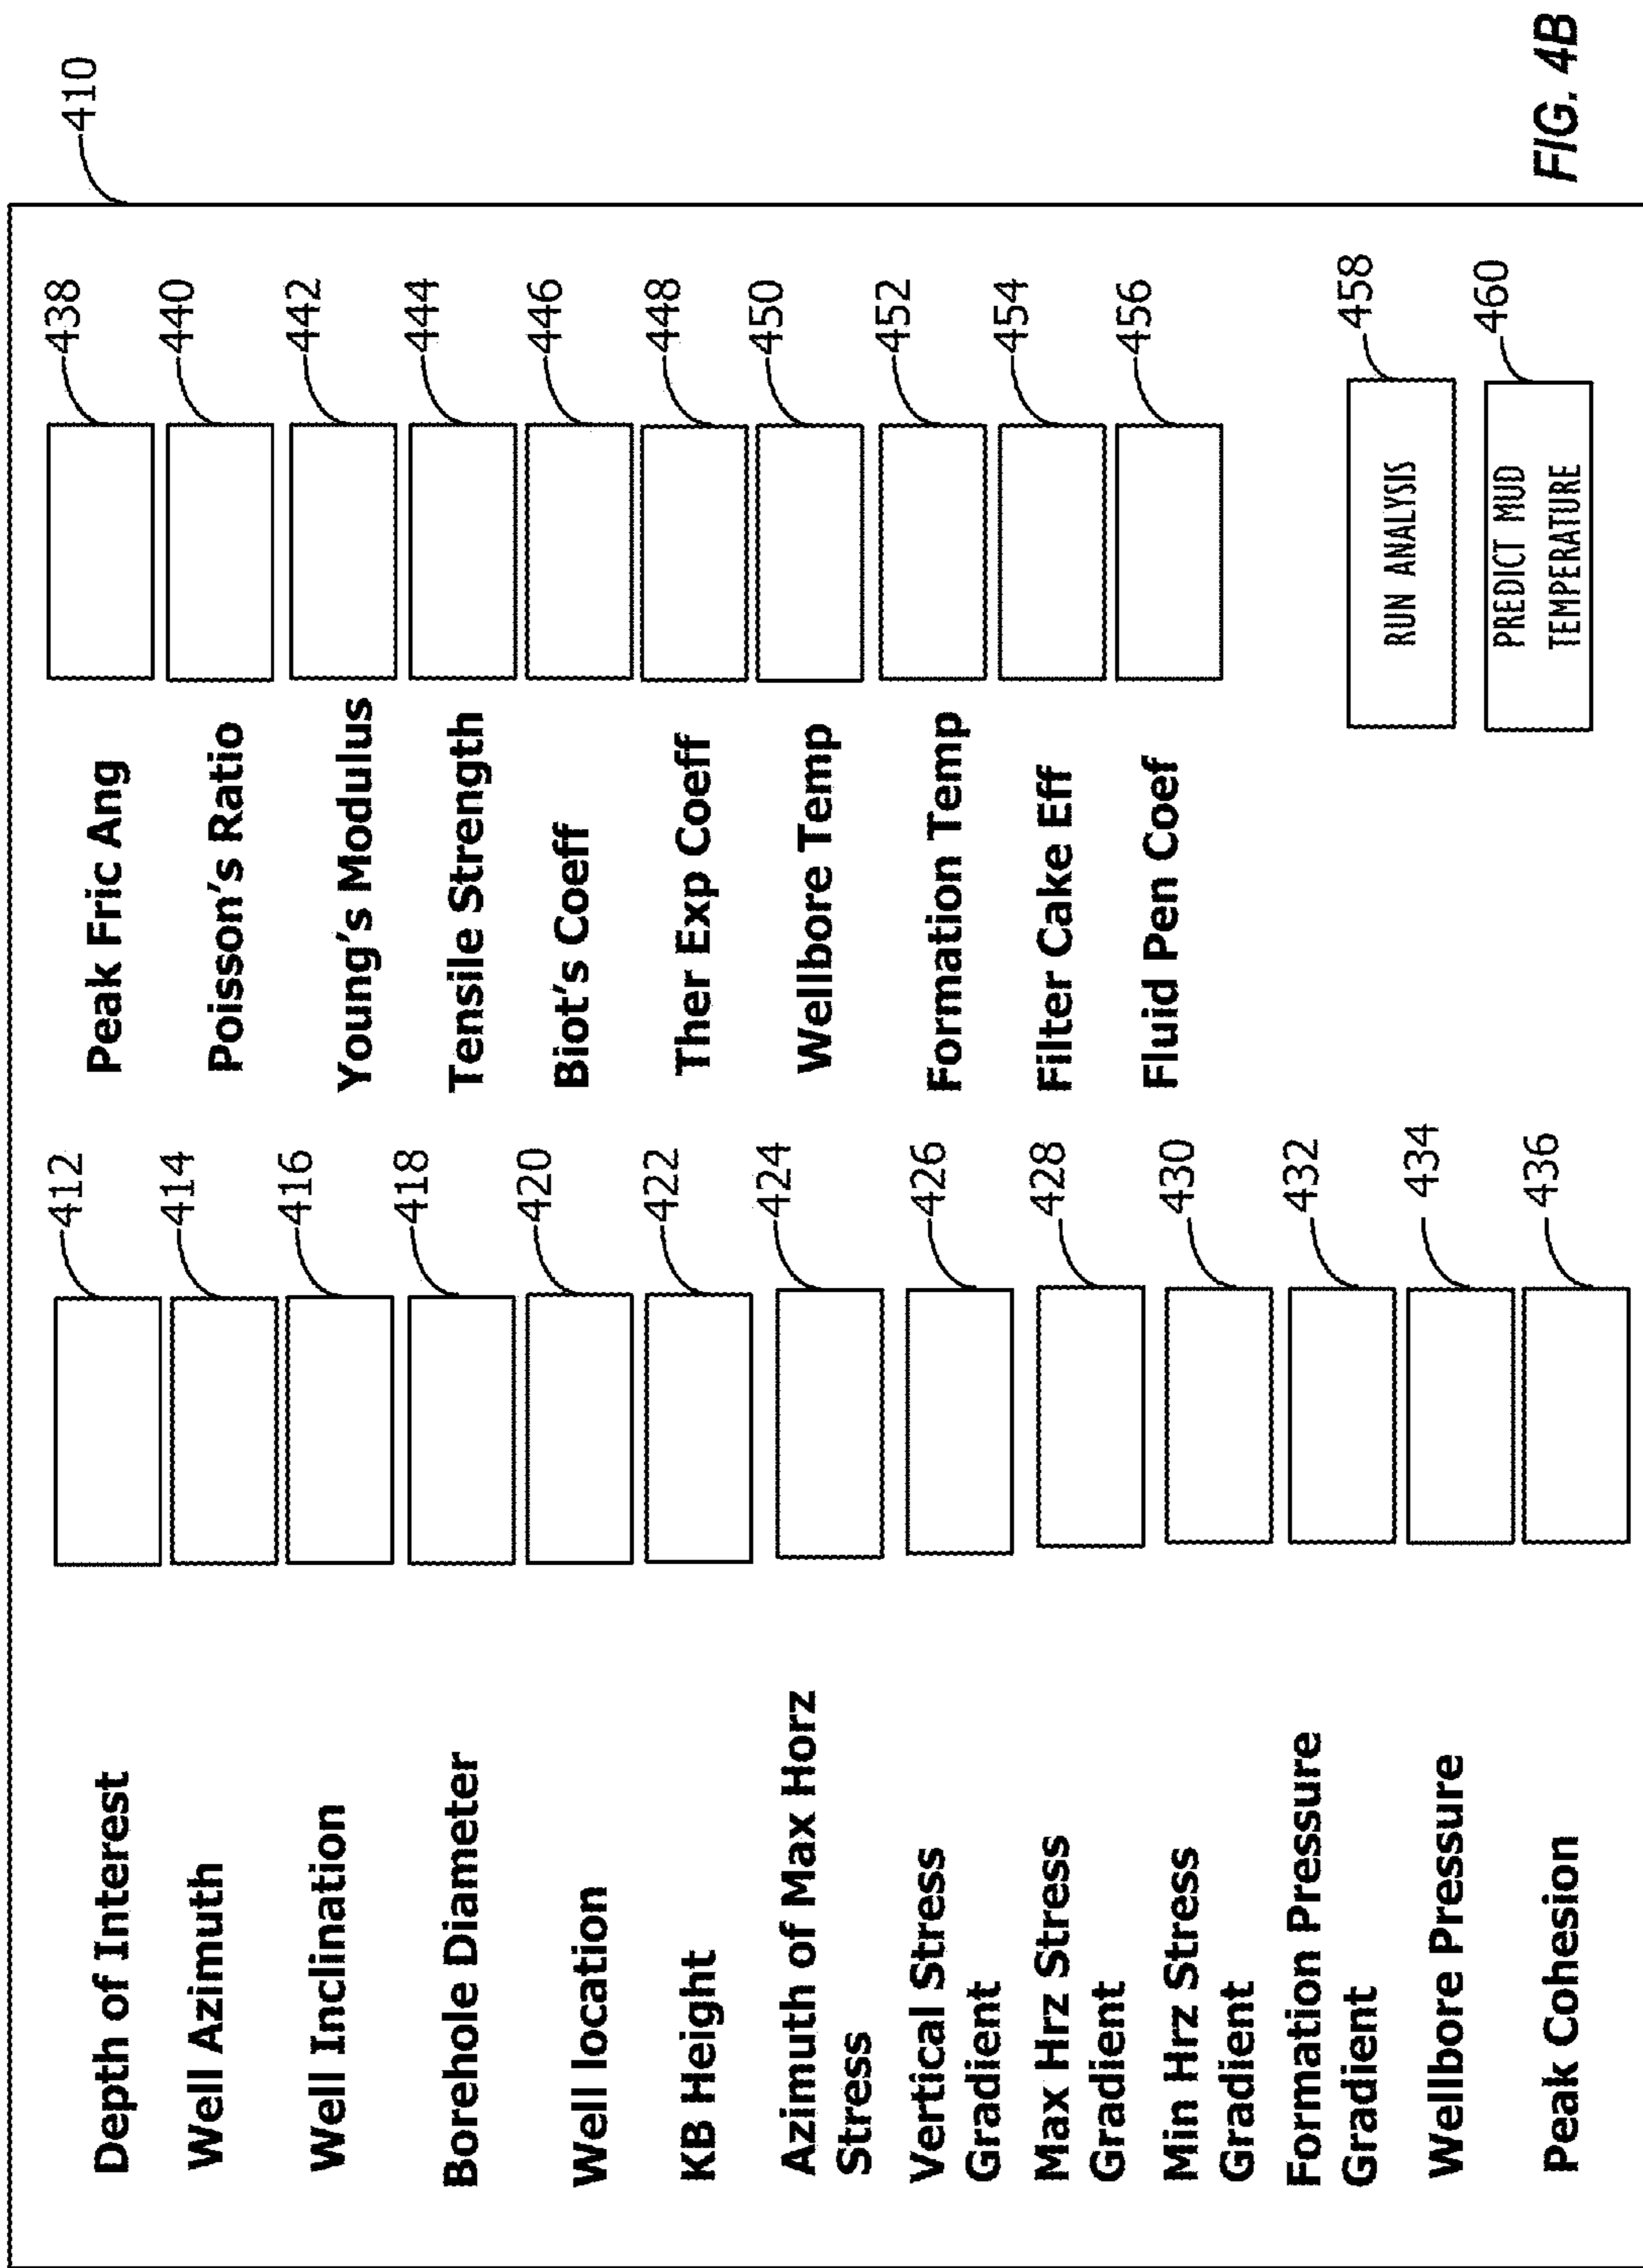 410
Depth of Interest
412
Well Azimuth
414
Well Inclination
416
Borehole Diameter
418
Well location
420
KB Height
422
Azimuth of Max Horz
Stress
424
Vertical Stress
Gradient
426
Max Hrz Stress
Gradient
428
Min Hrz Stress
Gradient
430
Formation Pressure
Gradient
432
Wellbore Pressure
434
Peak Cohesion
436
Peak Fric Ang
438
Poisson's Ratio
440
Young's Modulus
442
Tensile Strength
444
Biot's Coeff
446
Ther Exp Coeff
448
Wellbore Temp
450
Formation Temp
452
Filter Cake Eff
454
Fluid Pen Coef
456
RUN ANALYSIS
458
PREDICT MUD
TEMPERATURE
460
FIG. 4B